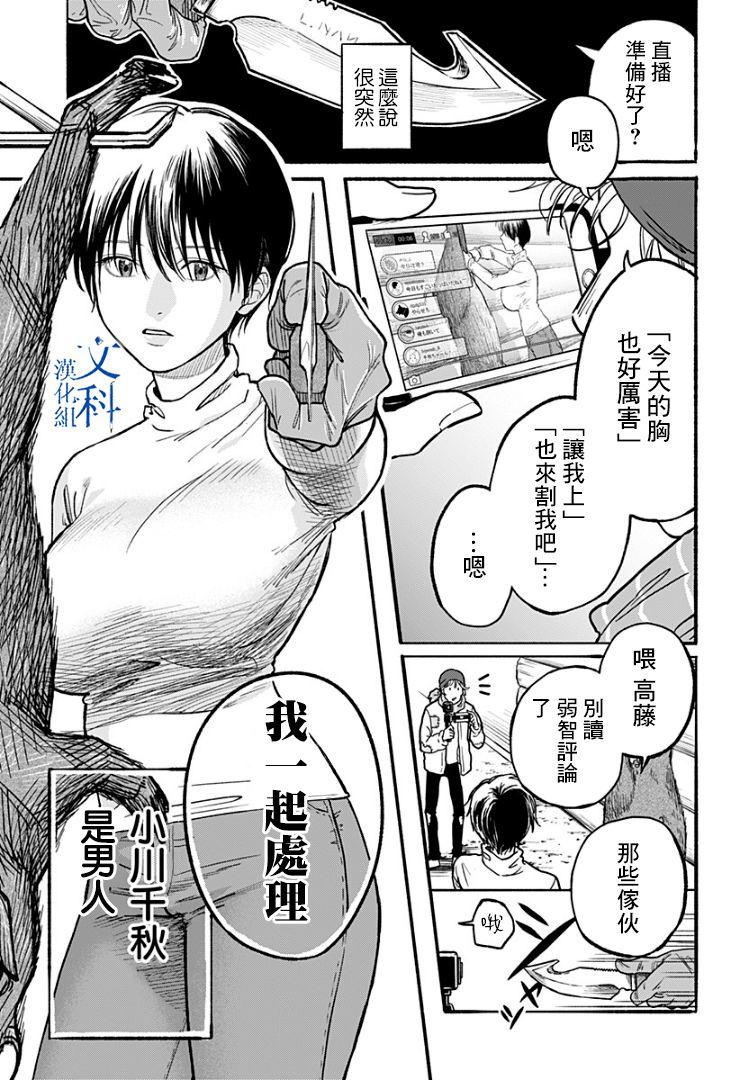 直播
準備好了？
嗯
這麼說
很突然
「今天的胸
也好厲害」
「讓我上」
「也來割我吧」…
…嗯
喂 高藤
別讀
弱智評論
了
那些傢伙
哦
我一起處理
小川千秋
是男人
文科
漢化組